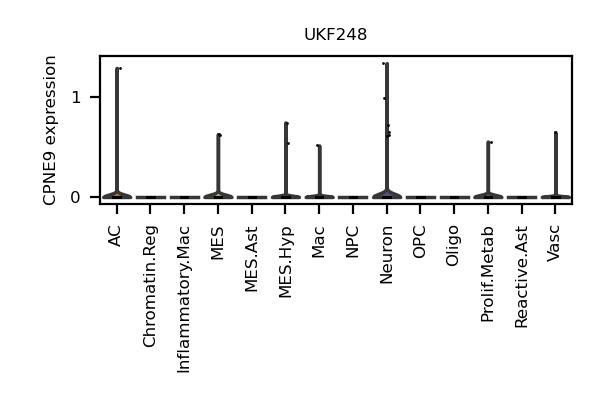 UKF248
CPNE9 expression
1
0
AC
Chromatin.Reg
Inflammatory.Mac
MES
MES.Ast
MES.Hyp
Mac
NPC
Neuron
OPC
Oligo
Prolif.Metab
Reactive.Ast
Vasc